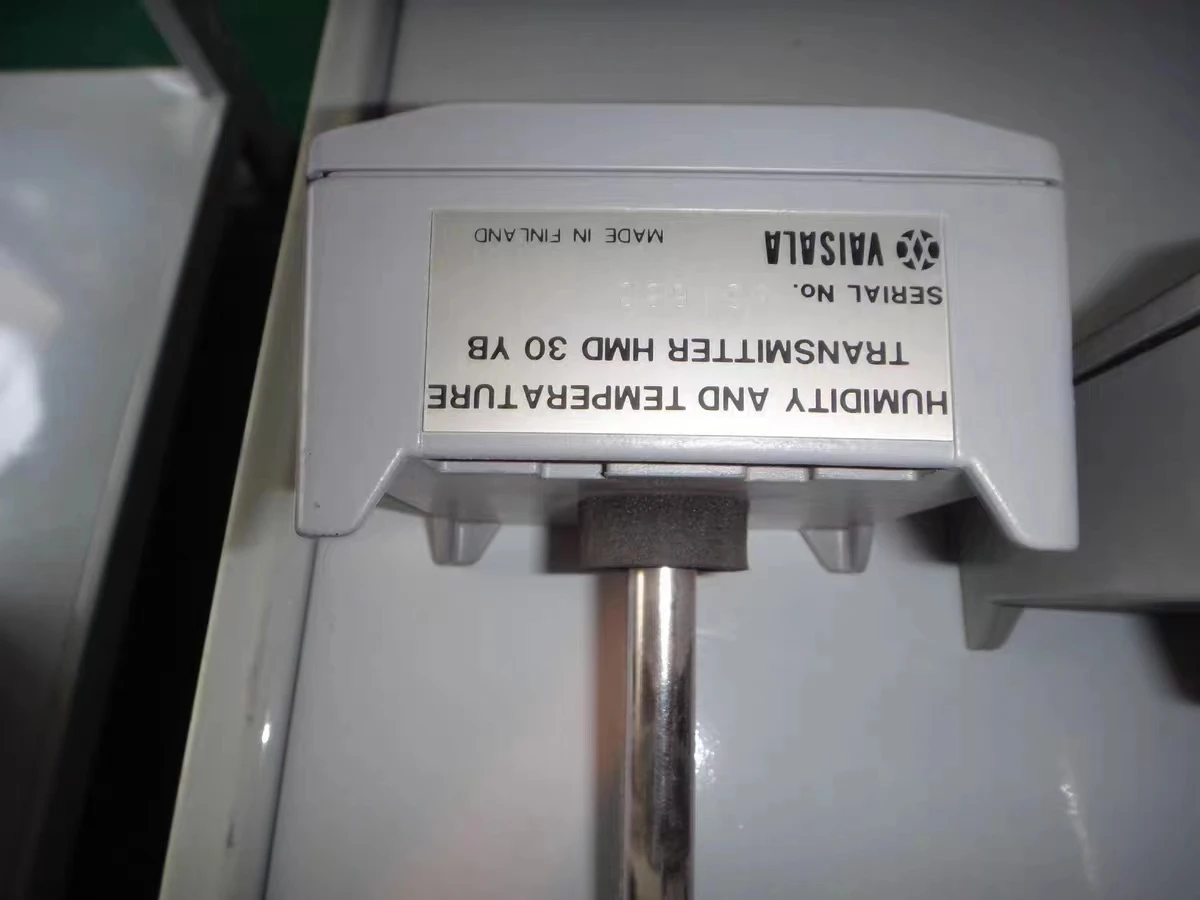 HUMIDITY AND TEMPERATURE
TRANSMITTER HMD 30 YB
SERIAL No.
VAISALA MADE IN FINLAND